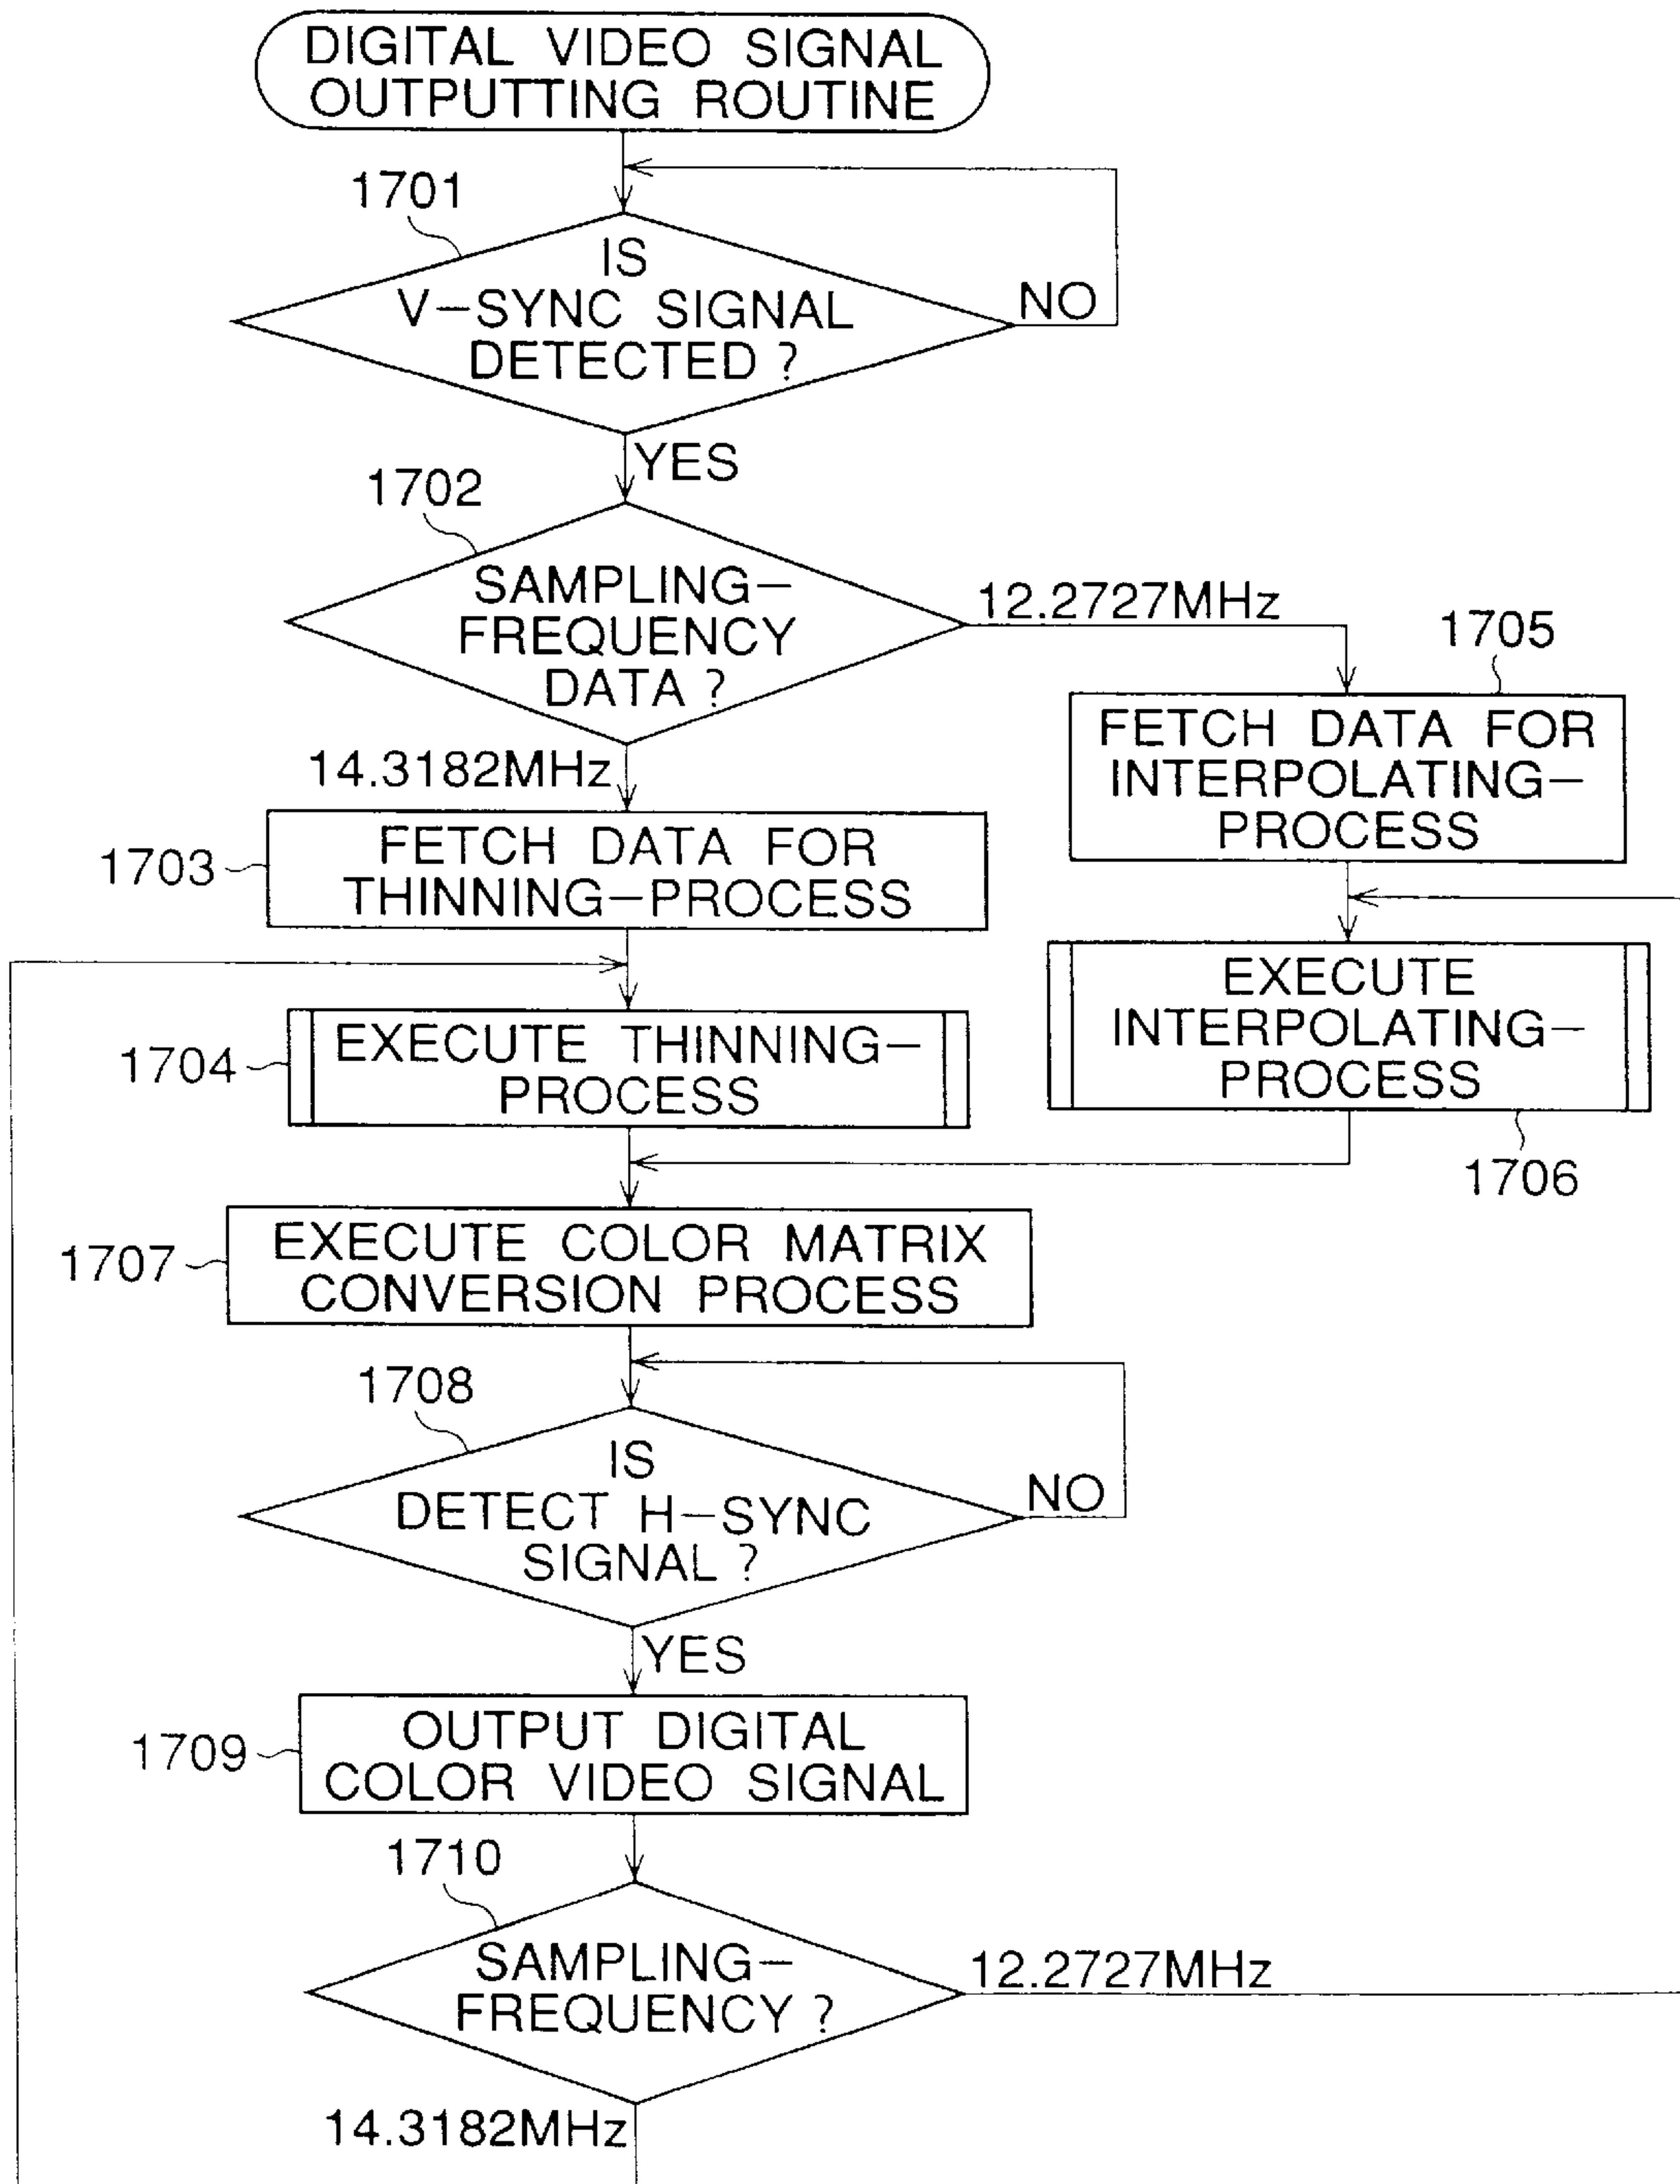 DIGITAL VIDEO SIGNAL
OUTPUTTING ROUTINE
1701
IS
V-SYNC SIGNAL
DETECTED ?
NO
YES
1702
SAMPLING-
FREQUENCY
DATA ?
12.2727MHz
14.3182MHz
1705
FETCH DATA FOR
INTERPOLATING-
PROCESS
1703
FETCH DATA FOR
THINNING-PROCESS
1704
EXECUTE THINNING-
PROCESS
EXECUTE
INTERPOLATING-
PROCESS
1706
1707
EXECUTE COLOR MATRIX
CONVERSION PROCESS
1708
IS
DETECT H-SYNC
SIGNAL ?
NO
YES
1709
OUTPUT DIGITAL
COLOR VIDEO SIGNAL
1710
SAMPLING-
FREQUENCY ?
12.2727MHz
14.3182MHz